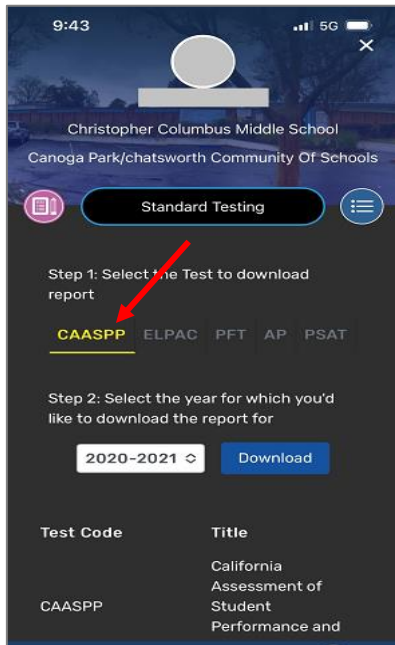 9:43
5G
Christopher Columbus Middle School
Canoga Park/chatsworth Community Of Schools
Standard Testing
Step 1: Select the Test to download
report
CAASPP ELPAC PFT AP PSAT
Step 2: Select the year for which you'd
like to download the report for
2020-2021 Download
Test Code Title
California
Assessment of
CAASPP Student
Performance and